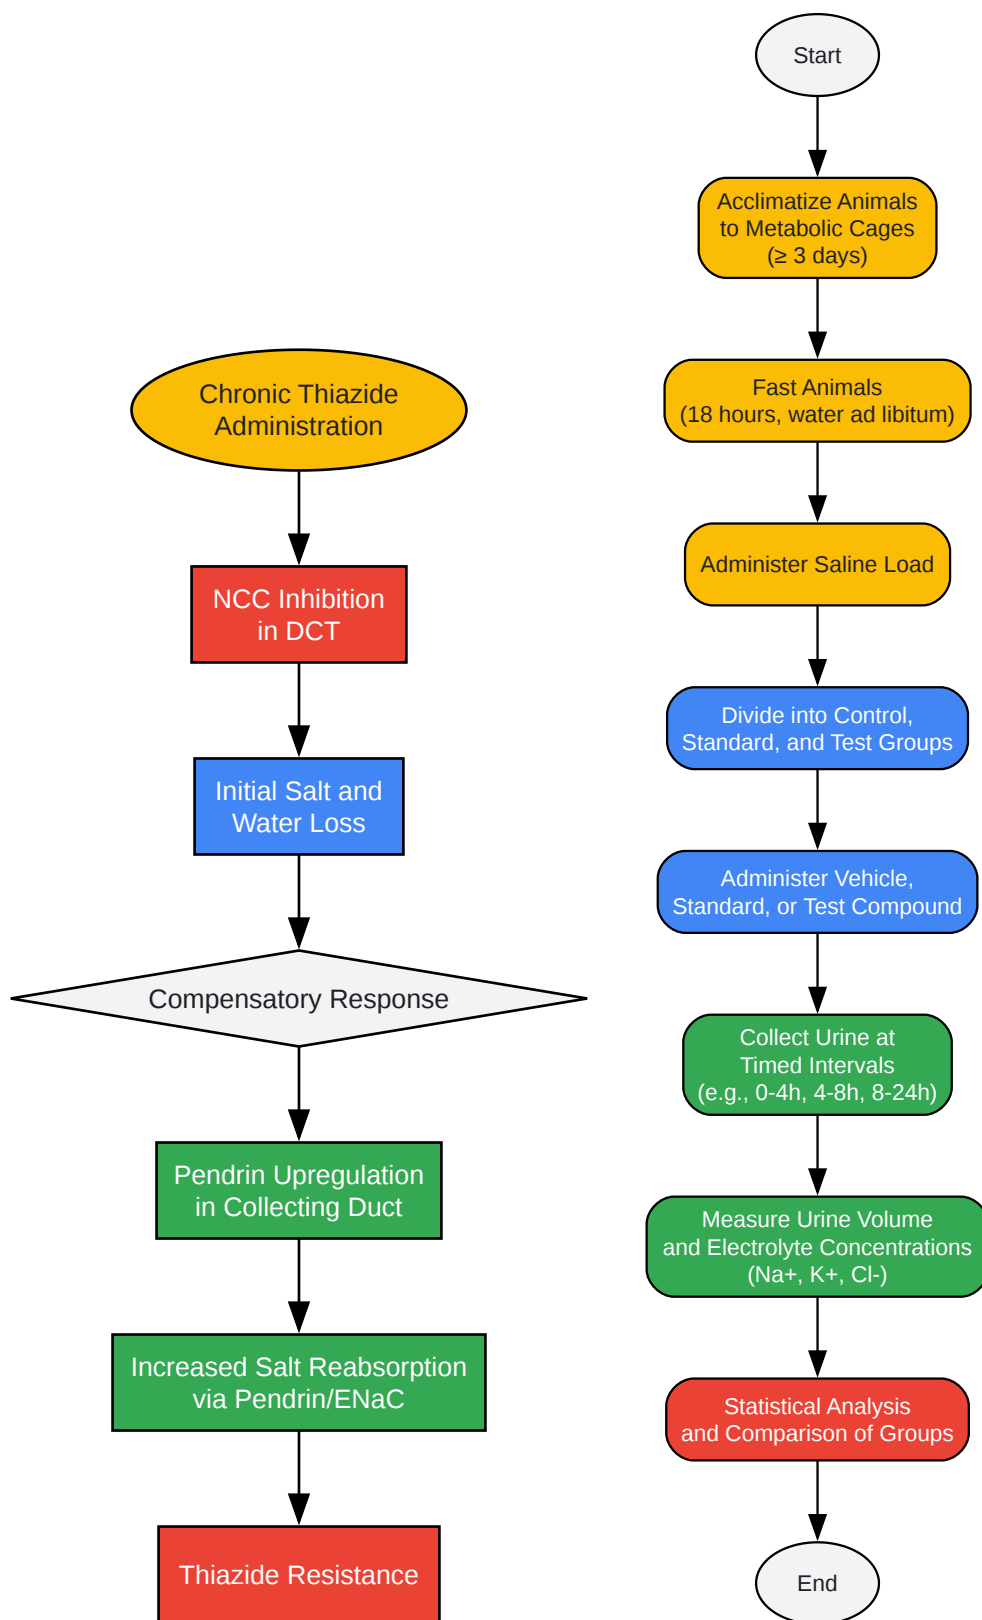 Chronic Thiazide
Administration
NCC Inhibition
in DCT
Initial Salt and
Water Loss
Compensatory Response
Pendrin Upregulation
in Collecting Duct
Increased Salt Reabsorption
via Pendrin/ENaC
Thiazide Resistance
Start
Acclimatize Animals
to Metabolic Cages
(≥ 3 days)
Fast Animals
(18 hours, water ad libitum)
Administer Saline Load
Divide into Control,
Standard, and Test Groups
Administer Vehicle,
Standard, or Test Compound
Collect Urine at
Timed Intervals
(e.g., 0-4h, 4-8h, 8-24h)
Measure Urine Volume
and Electrolyte Concentrations
(Na+, K+, Cl-)
Statistical Analysis
and Comparison of Groups
End